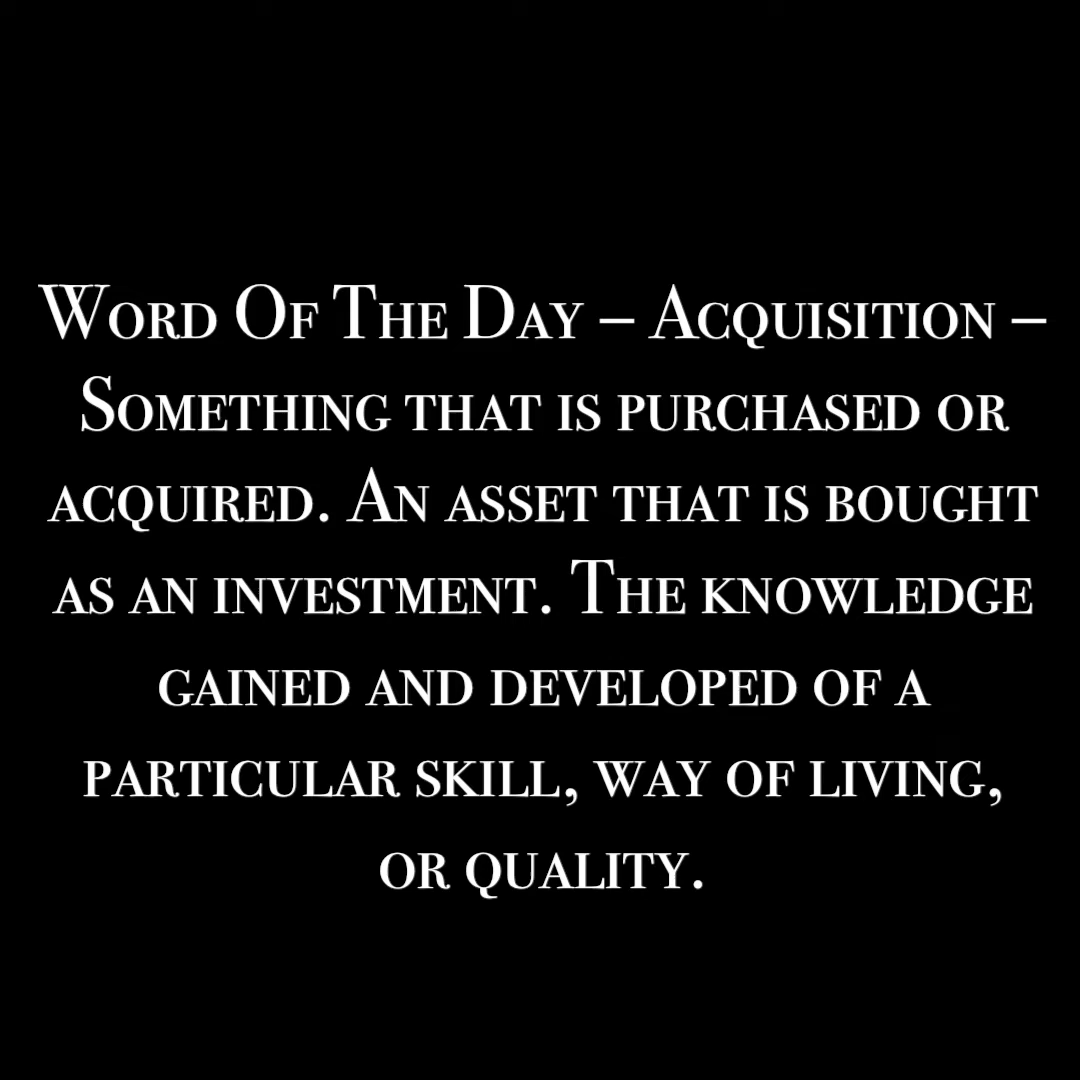 Word Of The Day – Acquisition –
Something that is purchased or
acquired. An asset that is bought
as an investment. The knowledge
gained and developed of a
particular skill, way of living,
or quality.